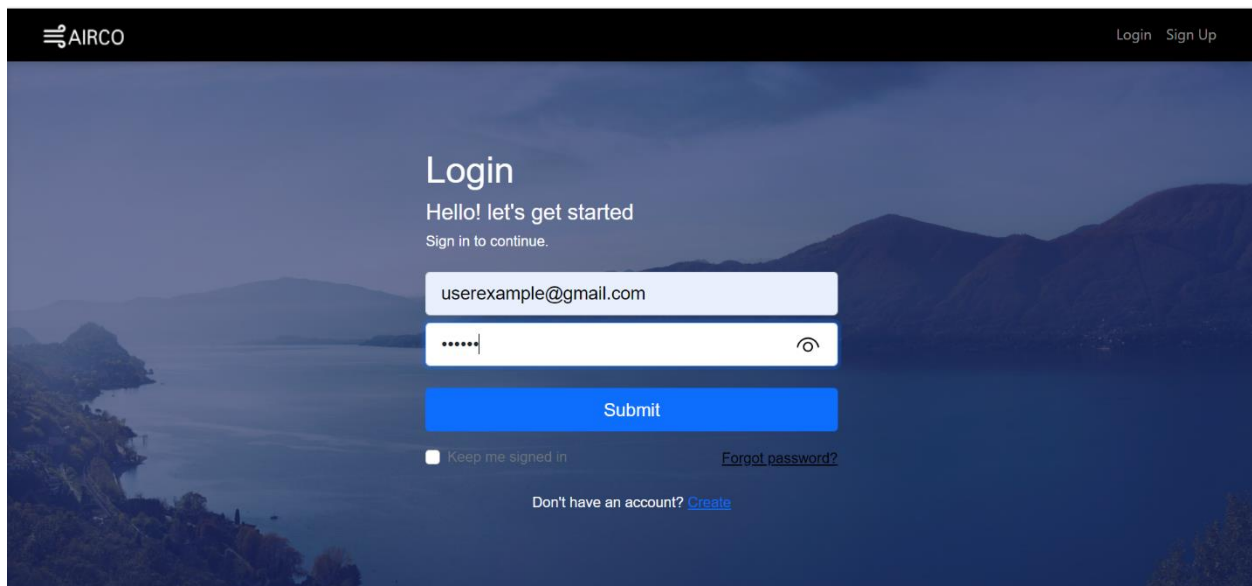 AIRCO
Login Sign Up
Login
Hello! let's get started
Sign in to continue.
userexample@gmail.com
••••••
Submit
Keep me signed in Forgot password?
Don't have an account? Create